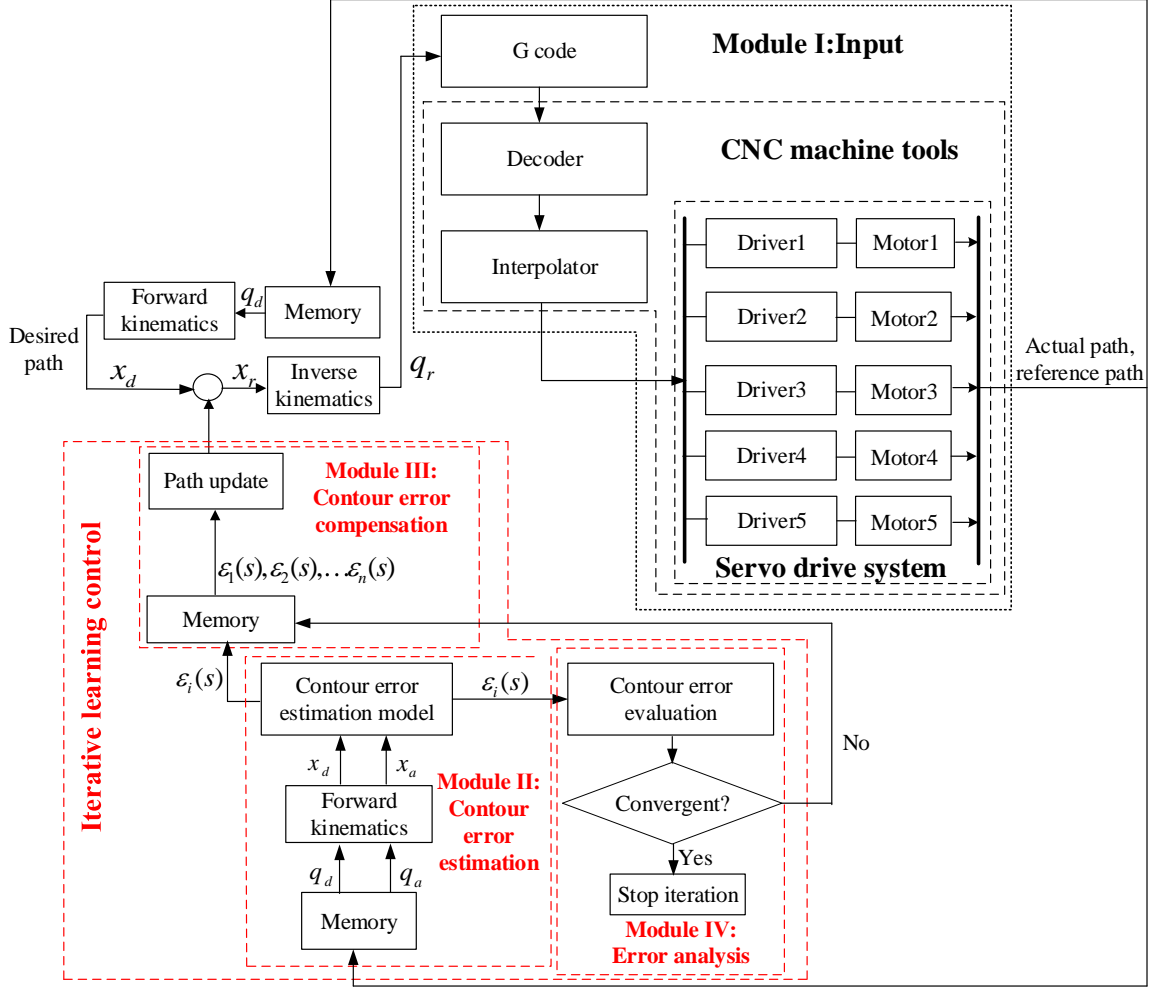 G code
Module I:Input
Decoder
CNC machine tools
Interpolator
Driver1
Motor1
Driver2
Motor2
Driver3
Motor3
Driver4
Motor4
Driver5
Motor5
Servo drive system
Actual path,
reference path
Forward
kinematics
q_d
Memory
Desired
path
x_d
x_r
Inverse
kinematics
q_r
Iterative learning control
Path update
Module III:
Contour error
compensation
ε_1(s),ε_2(s),…ε_n(s)
Memory
ε_i(s)
Contour error
estimation model
ε_i(s)
x_d
x_a
Forward
kinematics
Module II:
Contour
error
estimation
q_d
q_a
Memory
Contour error
evaluation
No
Convergent?
Yes
Stop iteration
Module IV:
Error analysis